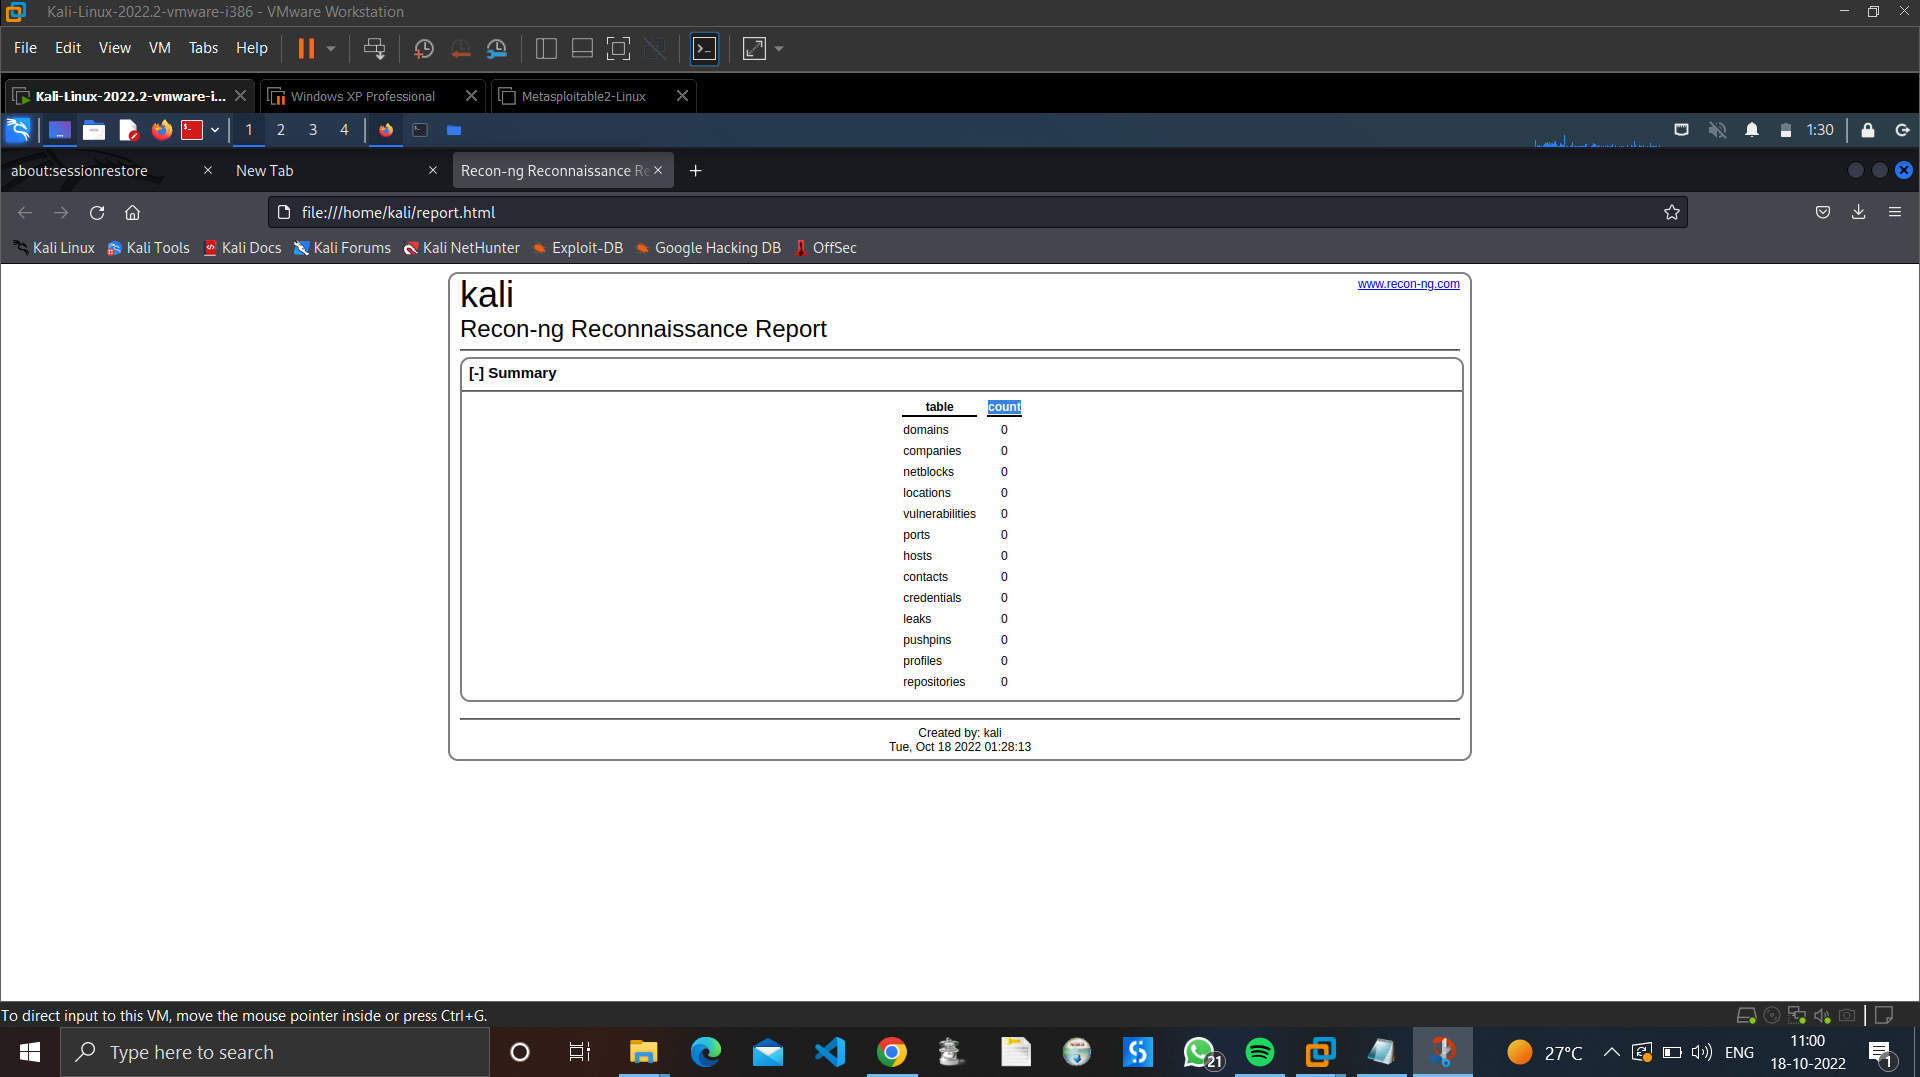 Kali-Linux-2022.2-vmware-i386 - VMware Workstation
File Edit View VM Tabs Help
Kali-Linux-2022.2-vmware-i... Windows XP Professional Metasploitable2-Linux
1 2 3 4 1:30
about:sessionrestore New Tab Recon-ng Reconnaissance Re
file:///home/kali/report.html
Kali Linux Kali Tools Kali Docs Kali Forums Kali NetHunter Exploit-DB Google Hacking DB OffSec
kali www.recon-ng.com
Recon-ng Reconnaissance Report
[-] Summary
table count
domains 0
companies 0
netblocks 0
locations 0
vulnerabilities 0
ports 0
hosts 0
contacts 0
credentials 0
leaks 0
pushpins 0
profiles 0
repositories 0
Created by: kali
Tue, Oct 18 2022 01:28:13
To direct input to this VM, move the mouse pointer inside or press Ctrl+G.
Type here to search 21 27°C ENG 11:00
18-10-2022 1